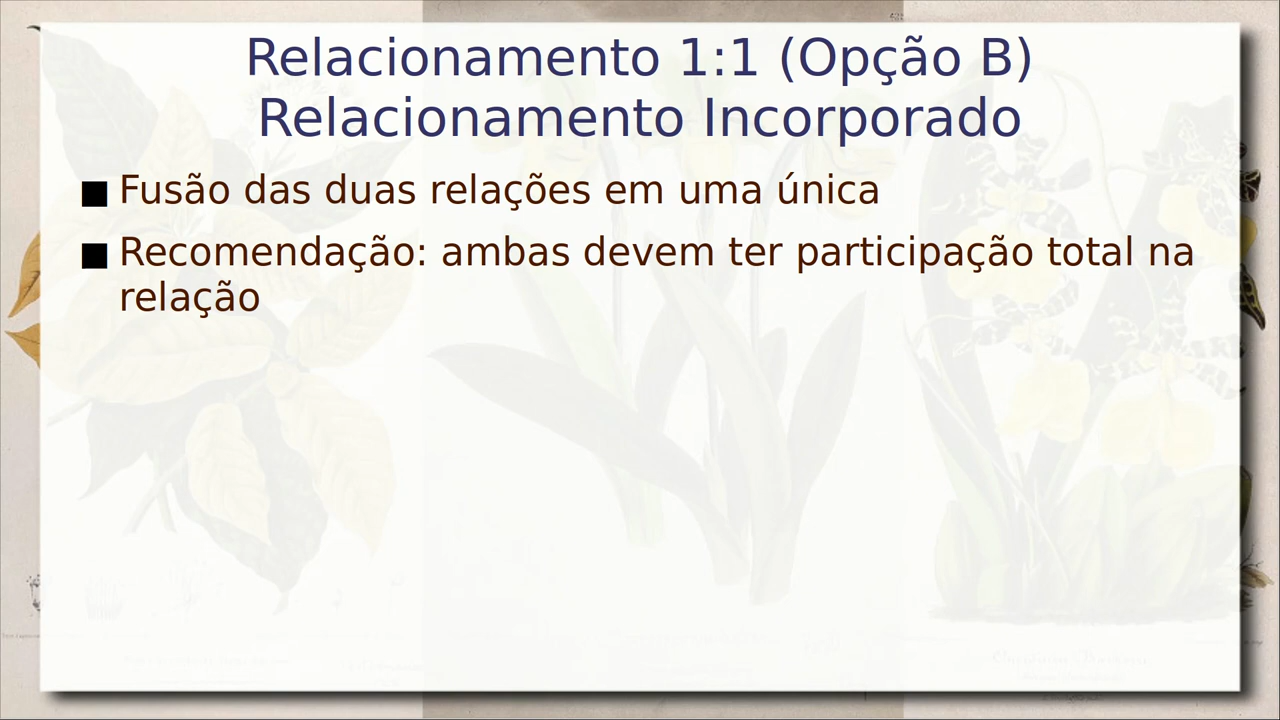 Relacionamento 1:1 (Opção B)
Relacionamento Incorporado
■ Fusão das duas relações em uma única
■ Recomendação: ambas devem ter participação total na
relação